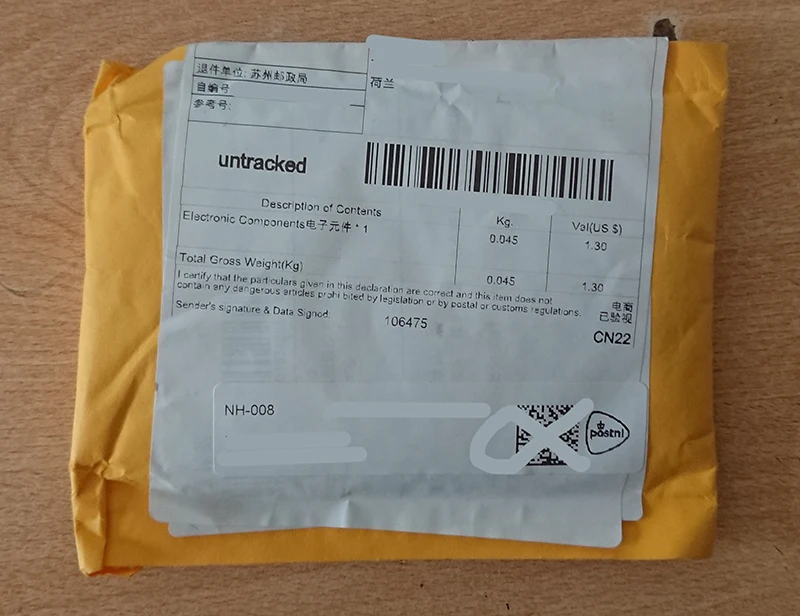 退件单位: 苏州邮政局
自编号
参考号:
荷兰
untracked
Description of Contents Kg. Val(US $)
Electronic Components电子元件 * 1 0.045 1.30
Total Gross Weight(Kg) 0.045 1.30
I certify that the particulars given in this declaration are correct and this item does not
contain any dangerous articles prohi bited by legislation or by postal or customs regulations.
电商
已验视
Sender's signature & Data Signed: 106475
CN22
NH-008
postnl